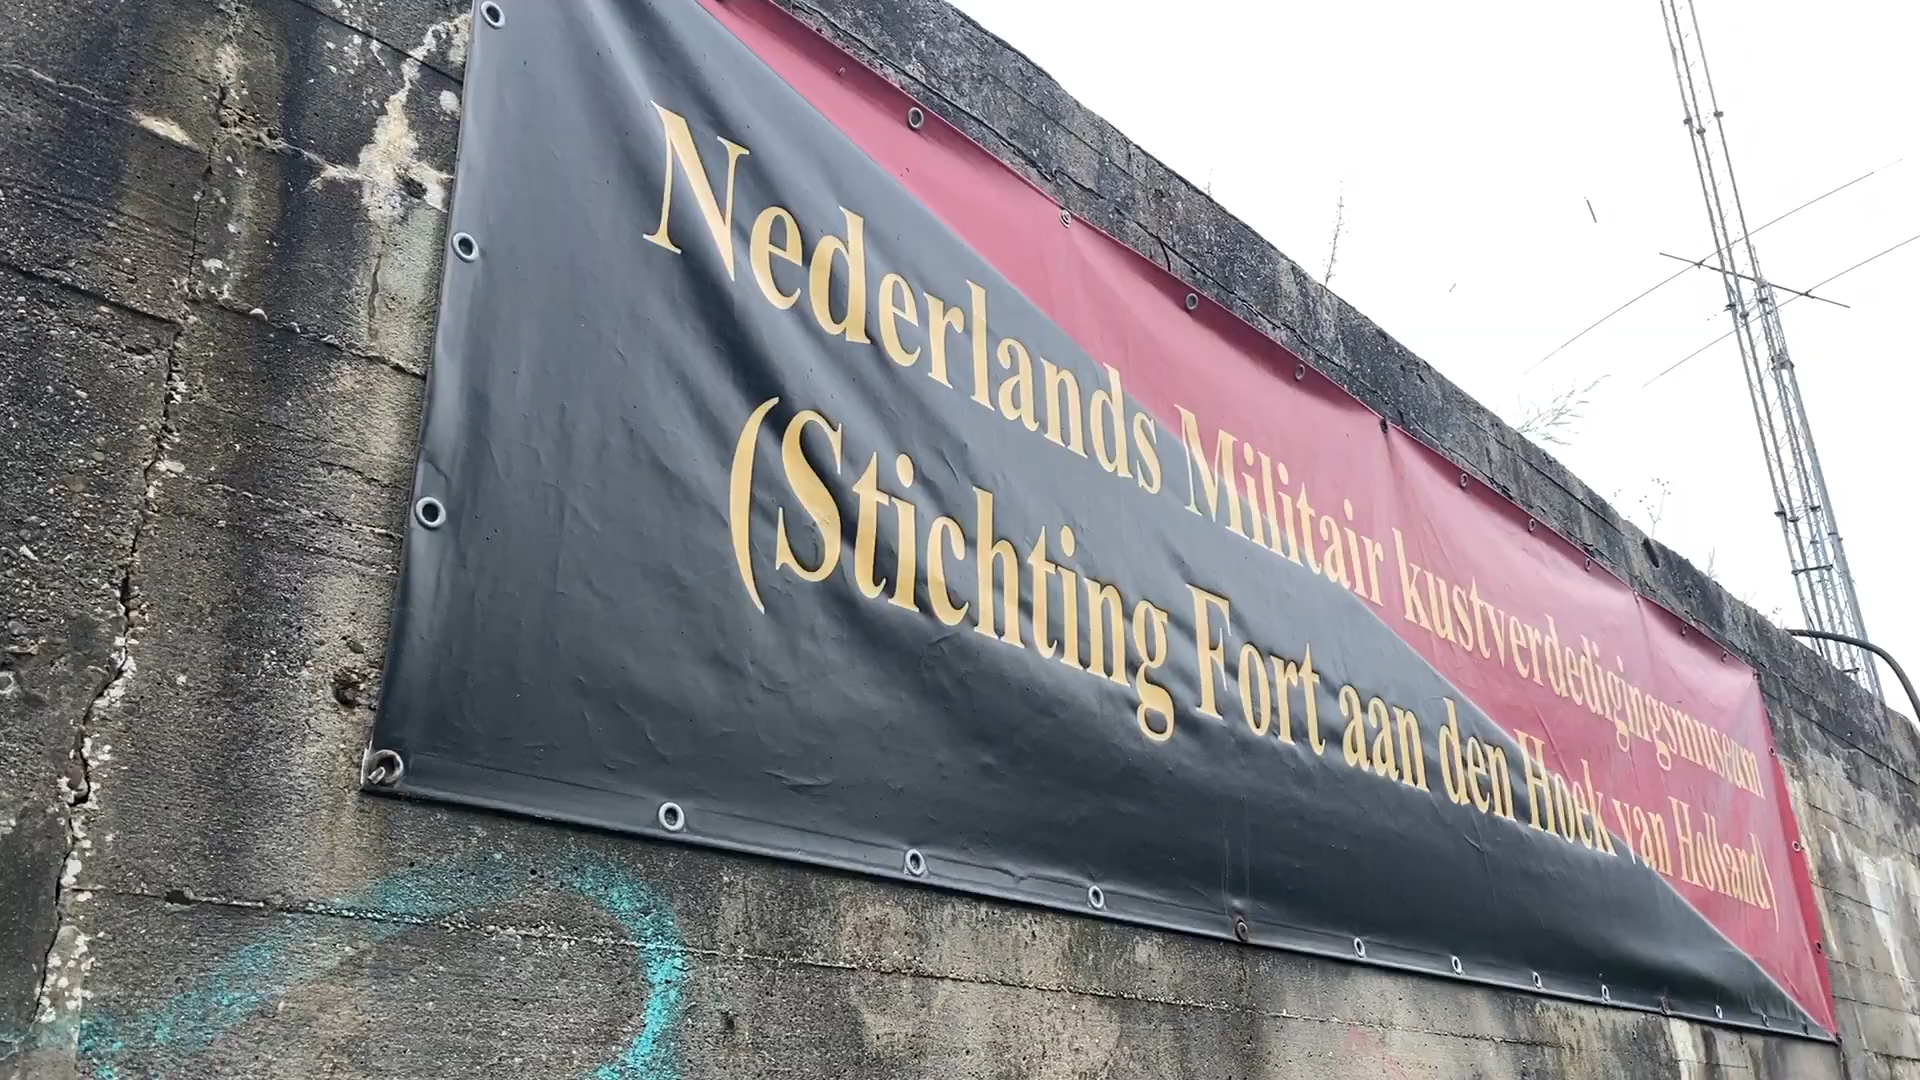 Nederlands Militair kustverdedigingsmuseum
(Stichting Fort aan den Hoek van Holland)